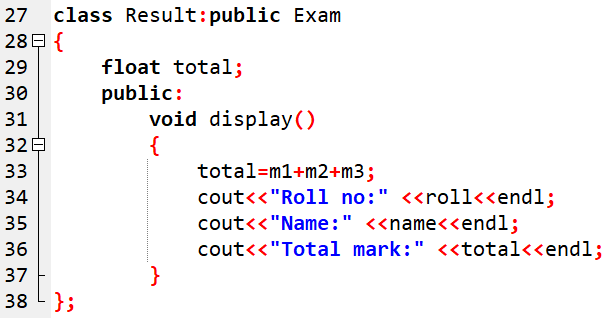 27 class Result:public Exam
28 {
29     float total;
30     public:
31         void display()
32         {
33             total=m1+m2+m3;
34             cout<<"Roll no:" <<roll<<endl;
35             cout<<"Name:" <<name<<endl;
36             cout<<"Total mark:" <<total<<endl;
37         }
38 };